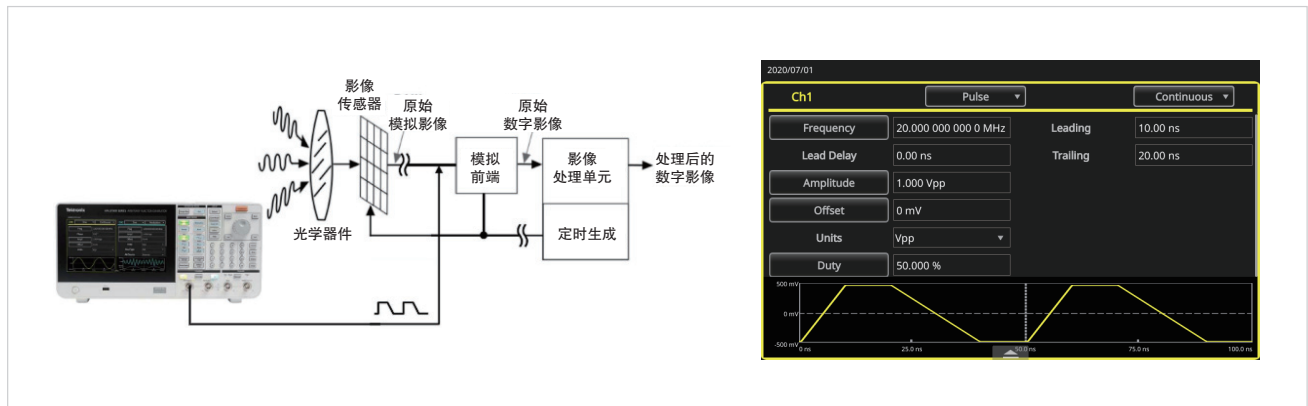 影像
传感器
原始
模拟影像
原始
数字影像
模拟
前端
影像
处理单元
处理后的
数字影像
光学器件
定时生成
Tektronix
2020/07/01
Ch1
Pulse
Continuous
Frequency
20.000 000 000 0 MHz
Leading
10.00 ns
Lead Delay
0.00 ns
Trailing
20.00 ns
Amplitude
1.000 Vpp
Offset
0 mV
Units
Vpp
Duty
50.000 %
500 mV
0 mV
-500 mV
0 ns
25.0 ns
50.0 ns
75.0 ns
100.0 ns